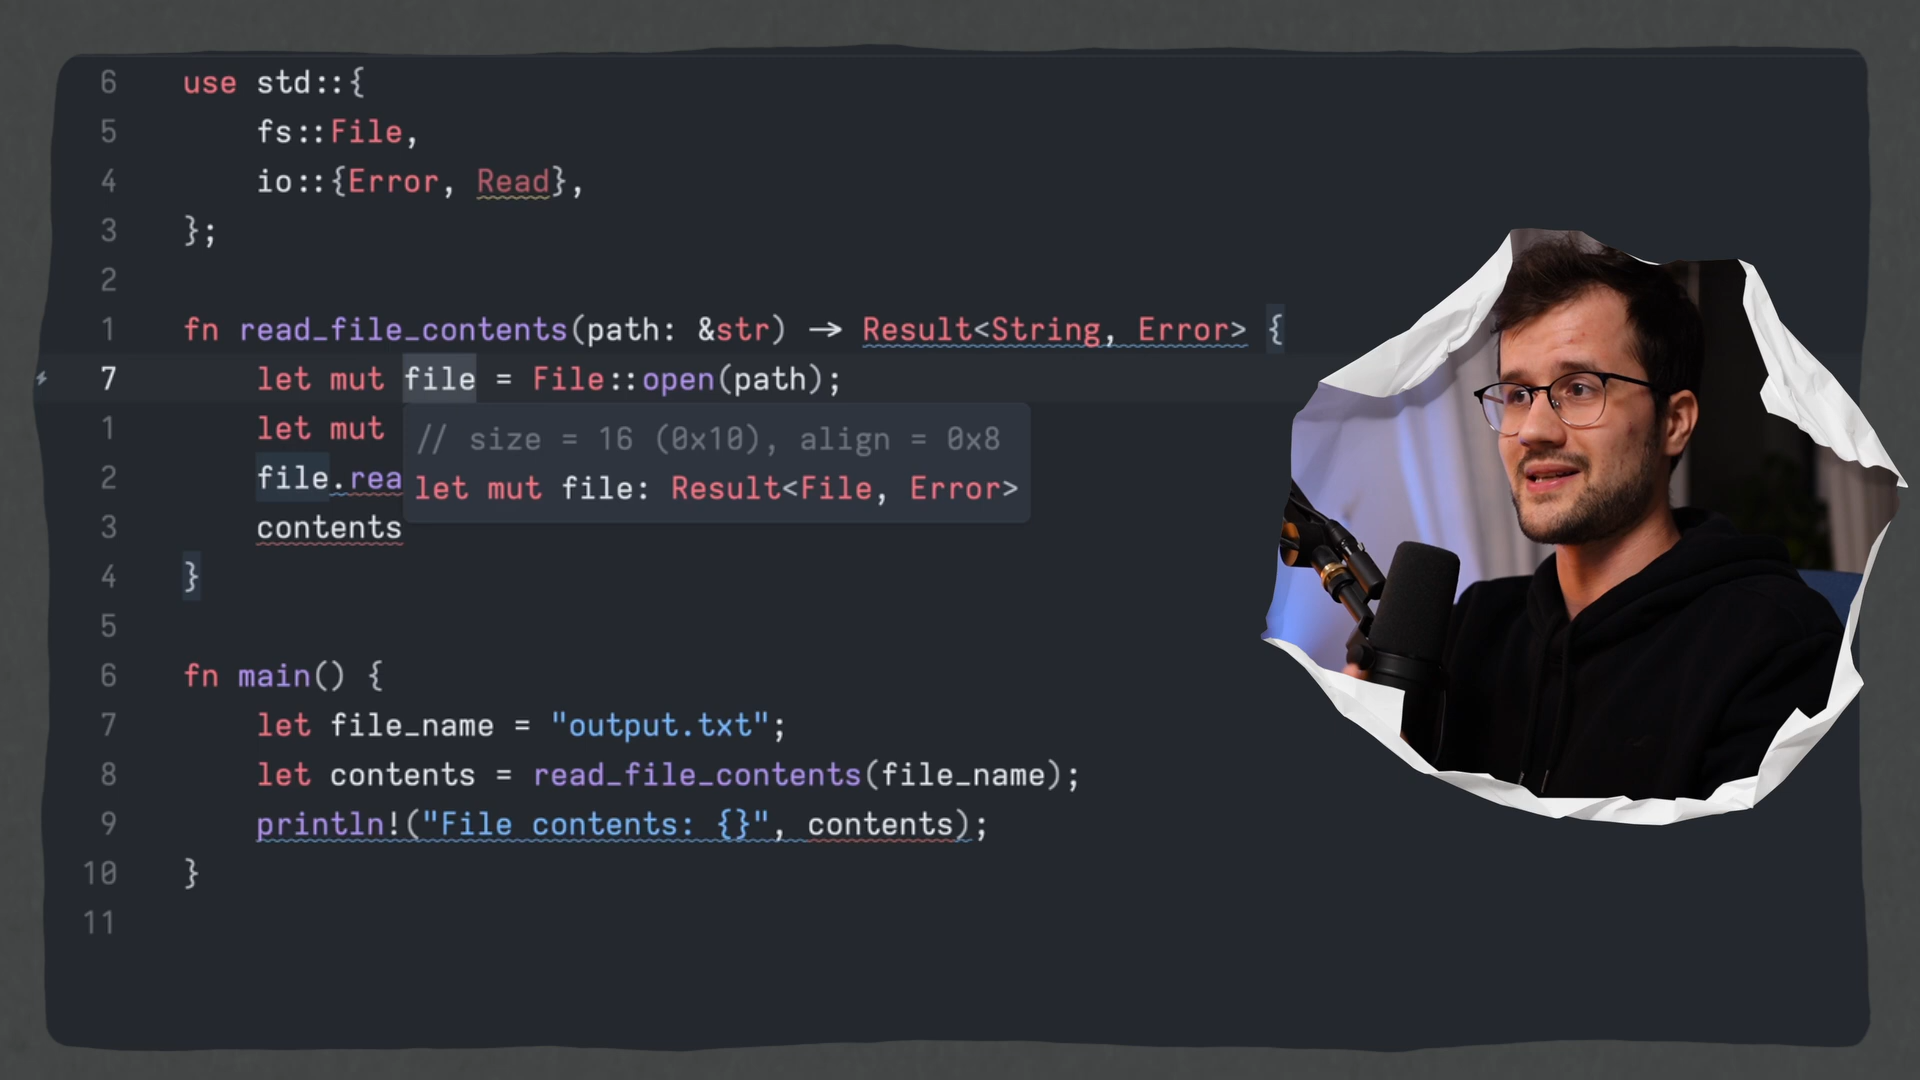 6 use std::{
5 fs::File,
4 io::{Error, Read},
3 };
2
1 fn read_file_contents(path: &str) → Result<String, Error> {
7 let mut file = File::open(path);
1 let mut
// size = 16 (0x10), align = 0x8
2 file.rea
let mut file: Result<File, Error>
3 contents
4 }
5
6 fn main() {
7 let file_name = "output.txt";
8 let contents = read_file_contents(file_name);
9 println!("File contents: {}", contents);
10 }
11